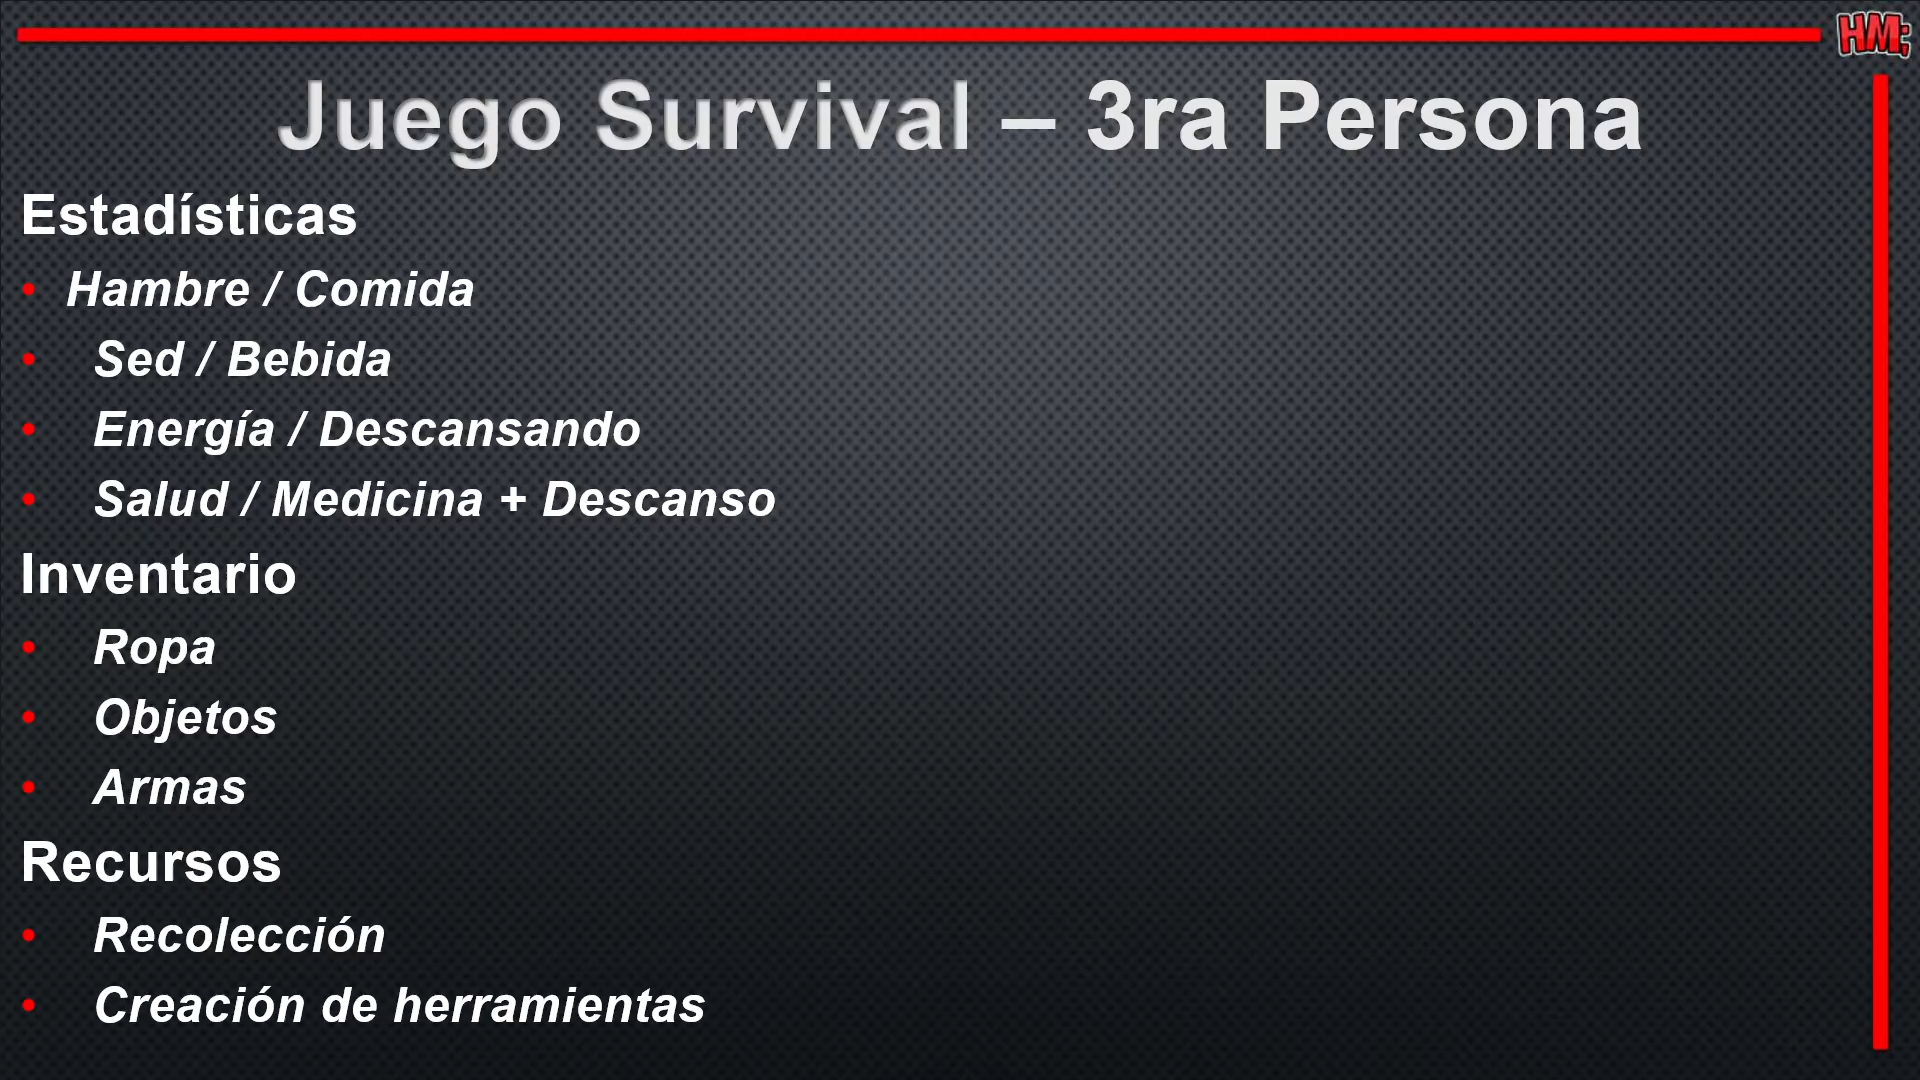 HM;
Juego Survival – 3ra Persona
Estadísticas
• Hambre / Comida
• Sed / Bebida
• Energía / Descansando
• Salud / Medicina + Descanso
Inventario
• Ropa
• Objetos
• Armas
Recursos
• Recolección
• Creación de herramientas